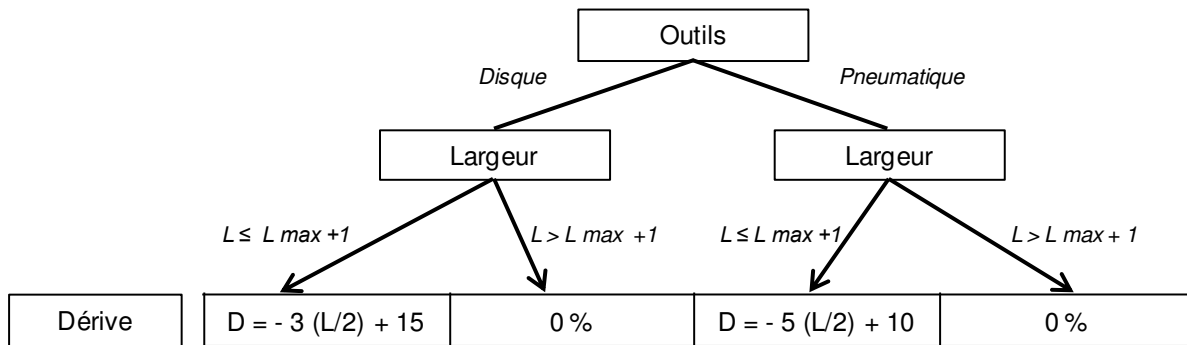 Outils
Disque
Pneumatique
Largeur
Largeur
L ≤ L max +1
L > L max +1
L ≤ L max +1
L > L max + 1
Dérive
D = - 3 (L/2) + 15
0 %
D = - 5 (L/2) + 10
0 %